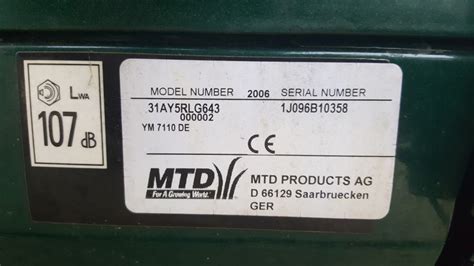 LWA
107 dB
MODEL NUMBER 2006 SERIAL NUMBER
31AY5RLG643 1J096B10358
000002
YM 7110 DE
CE
MTD
For A Growing World.
MTD PRODUCTS AG
D 66129 Saarbruecken
GER